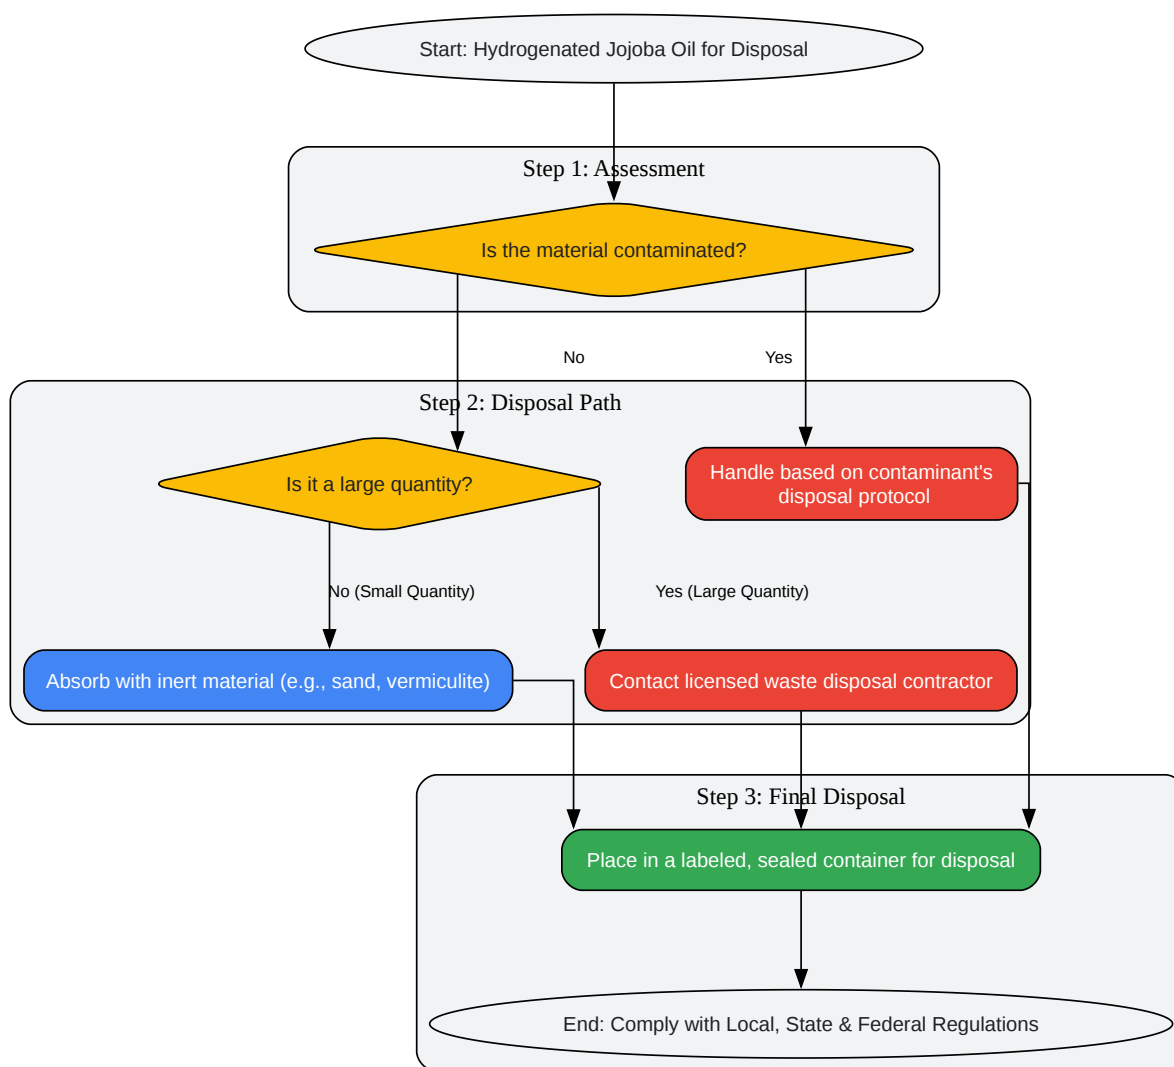 Start: Hydrogenated Jojoba Oil for Disposal
Step 1: Assessment
Is the material contaminated?
No
Yes
Step 2: Disposal Path
Is it a large quantity?
Handle based on contaminant's
disposal protocol
No (Small Quantity)
Yes (Large Quantity)
Absorb with inert material (e.g., sand, vermiculite)
Contact licensed waste disposal contractor
Step 3: Final Disposal
Place in a labeled, sealed container for disposal
End: Comply with Local, State & Federal Regulations